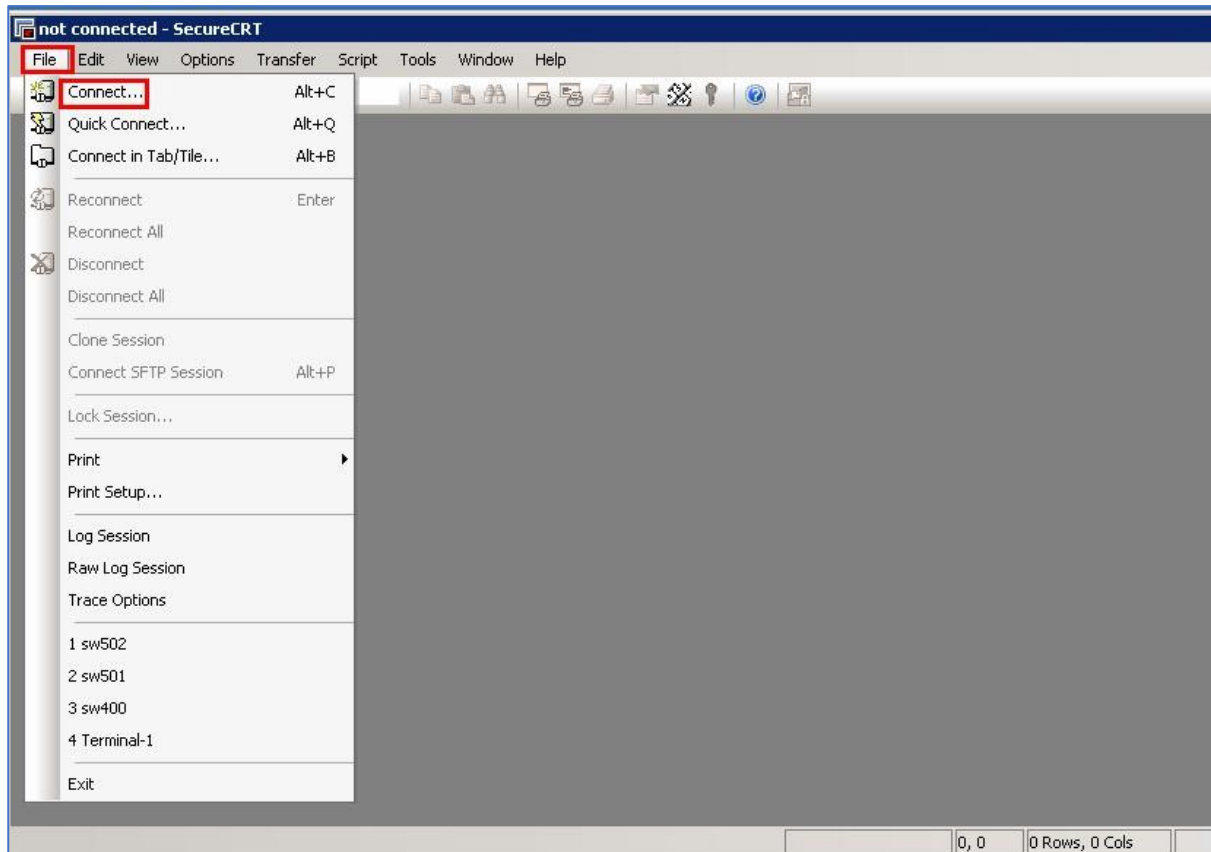 not connected - SecureCRT
File Edit View Options Transfer Script Tools Window Help
Connect... Alt+C
Quick Connect... Alt+Q
Connect in Tab/Tile... Alt+B
Reconnect Enter
Reconnect All
Disconnect
Disconnect All
Clone Session
Connect SFTP Session Alt+P
Lock Session...
Print
Print Setup...
Log Session
Raw Log Session
Trace Options
1 sw502
2 sw501
3 sw400
4 Terminal-1
Exit
0, 0 0 Rows, 0 Cols